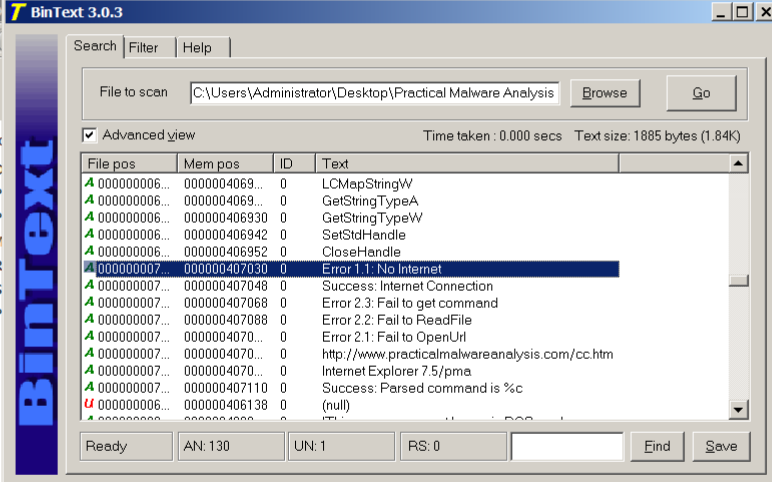 BinText 3.0.3
Search Filter Help
File to scan C:\Users\Administrator\Desktop\Practical Malware Analysis Browse Go
Advanced view Time taken : 0.000 secs Text size: 1885 bytes (1.84K)
File pos Mem pos ID Text
A 000000006... 0000004069... 0 LCMapStringW
A 000000006... 0000004069... 0 GetStringTypeA
A 000000006... 000000406930 0 GetStringTypeW
A 000000006... 000000406942 0 SetStdHandle
A 000000006... 000000406952 0 CloseHandle
A 000000007... 000000407030 0 Error 1.1: No Internet
A 000000007... 000000407048 0 Success: Internet Connection
A 000000007... 000000407068 0 Error 2.3: Fail to get command
A 000000007... 000000407088 0 Error 2.2: Fail to ReadFile
A 000000007... 0000004070... 0 Error 2.1: Fail to OpenUrl
A 000000007... 0000004070... 0 http://www.practicalmalwareanalysis.com/cc.htm
A 000000007... 0000004070... 0 Internet Explorer 7.5/pma
A 000000007... 000000407110 0 Success: Parsed command is %c
U 000000006... 000000406138 0 (null)
BinText
Ready AN: 130 UN: 1 RS: 0 Find Save